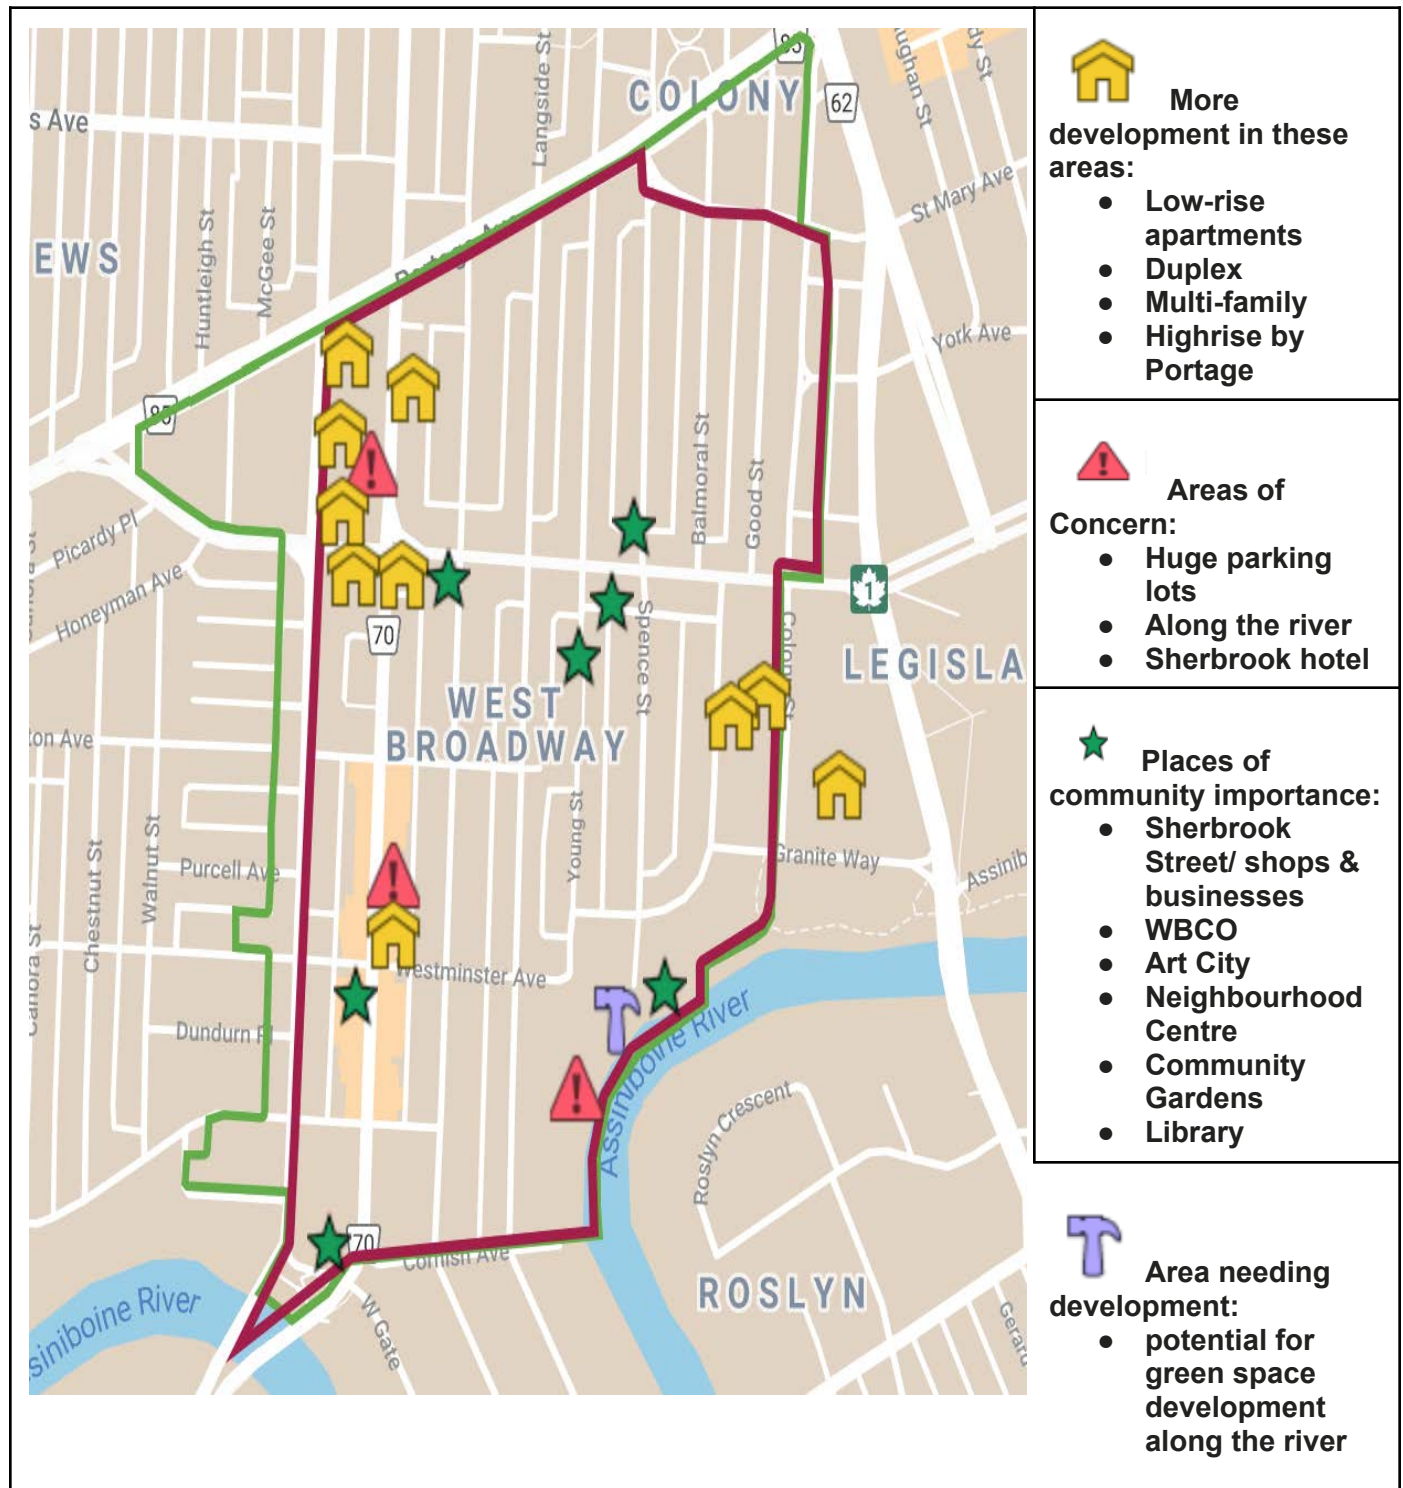 85
COLONY
62
Langside St
s Ave
St Mary Ave
EWS
Huntleigh St
McGee St
York Ave
85
Balmoral St
Good St
Picardy Pl
Honeyman Ave
1
70
Spence St
LEGISLA
WEST
BROADWAY
Young St
Granite Way
Walnut St
Chestnut St
Purcell Ave
Assinib
Westminster Ave
Dundurn Pl
Assiniboine River
Roslyn Crescent
70
Cornish Ave
ROSLYN
siniboine River
W Gate
More
development in these
areas:
● Low-rise
apartments
● Duplex
● Multi-family
● Highrise by
Portage
Areas of
Concern:
● Huge parking
lots
● Along the river
● Sherbrook hotel
Places of
community importance:
● Sherbrook
Street/ shops &
businesses
● WBCO
● Art City
● Neighbourhood
Centre
● Community
Gardens
● Library
Area needing
development:
● potential for
green space
development
along the river